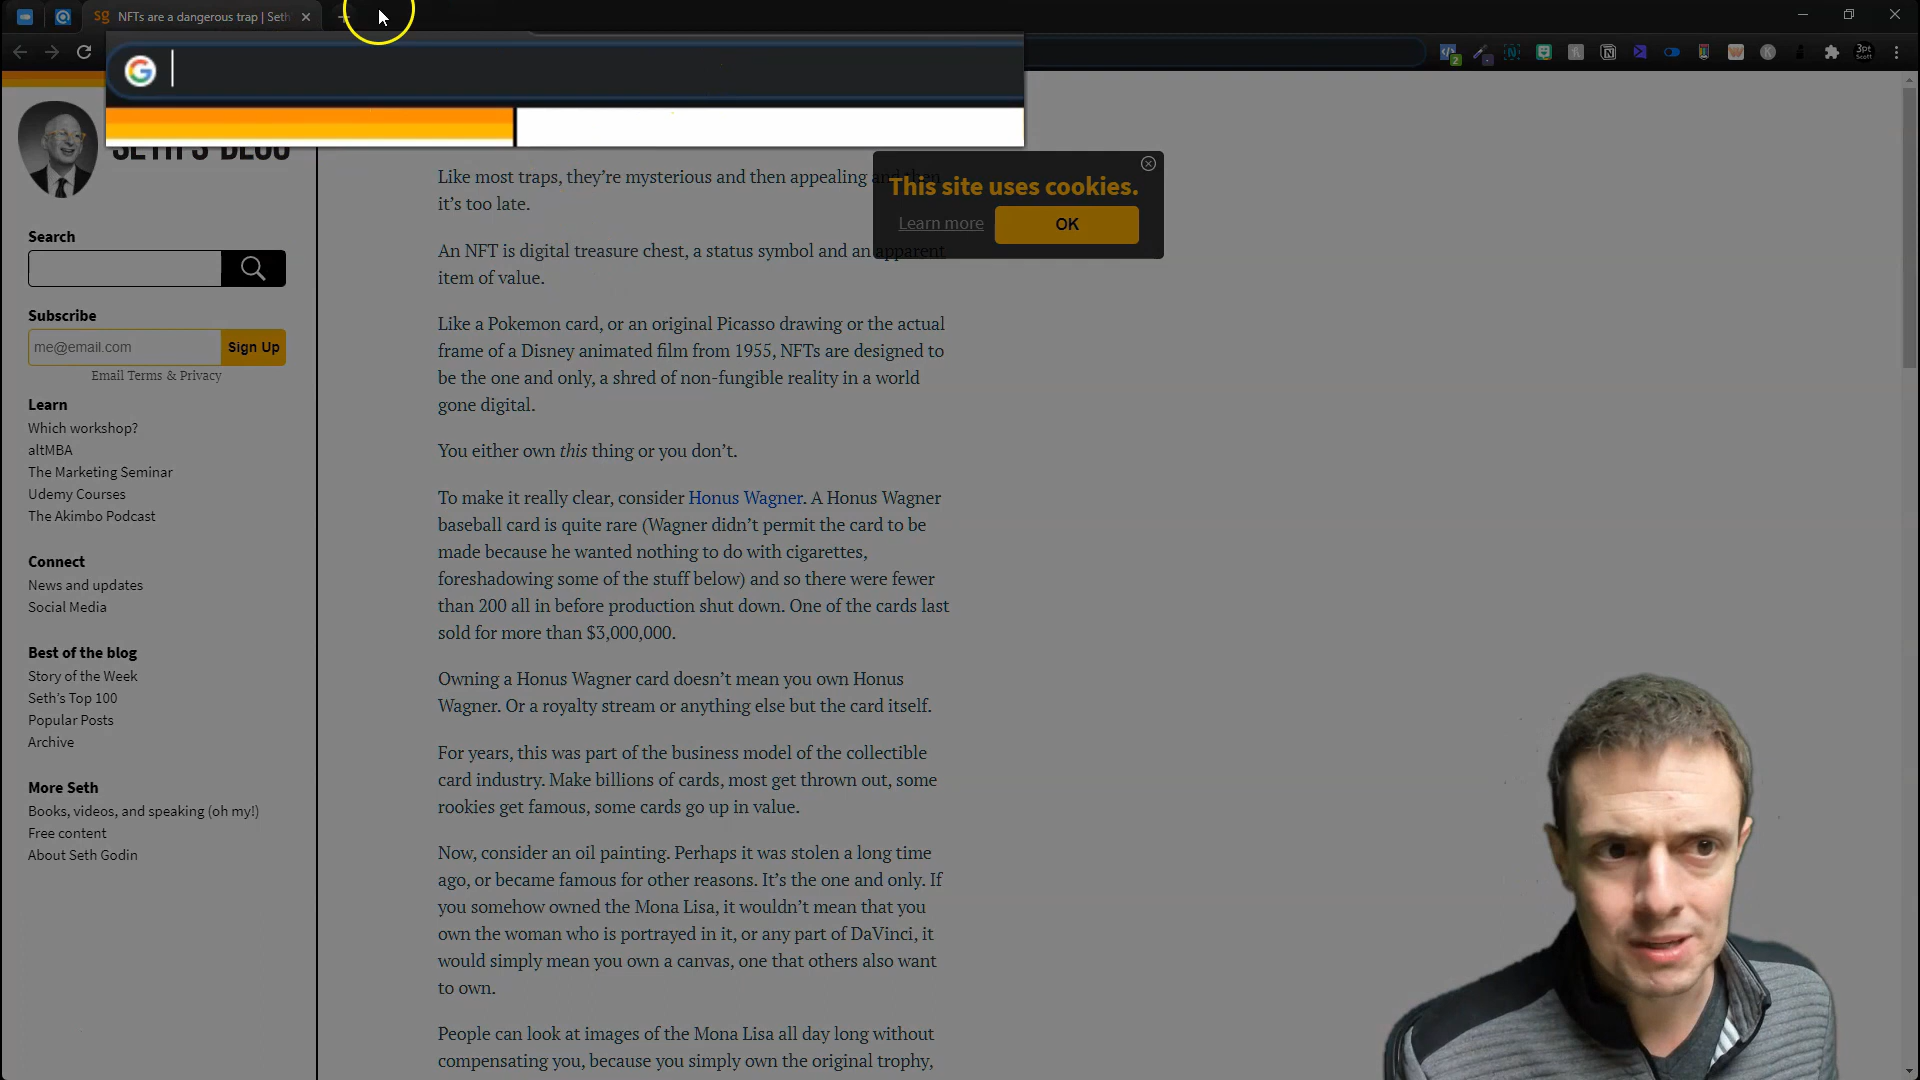 sg NFTs are a dangerous trap | Seth
3pt
Scott
2
G
SETH'S BLOG
Search
Subscribe
me@email.com
Sign Up
Email Terms & Privacy
Learn
Which workshop?
altMBA
The Marketing Seminar
Udemy Courses
The Akimbo Podcast
Connect
News and updates
Social Media
Best of the blog
Story of the Week
Seth's Top 100
Popular Posts
Archive
More Seth
Books, videos, and speaking (oh my!)
Free content
About Seth Godin
This site uses cookies.
Learn more
OK
Like most traps, they're mysterious and then appealing and then
it's too late.
An NFT is digital treasure chest, a status symbol and an apparent
item of value.
Like a Pokemon card, or an original Picasso drawing or the actual
frame of a Disney animated film from 1955, NFTs are designed to
be the one and only, a shred of non-fungible reality in a world
gone digital.
You either own this thing or you don't.
To make it really clear, consider Honus Wagner. A Honus Wagner
baseball card is quite rare (Wagner didn't permit the card to be
made because he wanted nothing to do with cigarettes,
foreshadowing some of the stuff below) and so there were fewer
than 200 all in before production shut down. One of the cards last
sold for more than $3,000,000.
Owning a Honus Wagner card doesn't mean you own Honus
Wagner. Or a royalty stream or anything else but the card itself.
For years, this was part of the business model of the collectible
card industry. Make billions of cards, most get thrown out, some
rookies get famous, some cards go up in value.
Now, consider an oil painting. Perhaps it was stolen a long time
ago, or became famous for other reasons. It's the one and only. If
you somehow owned the Mona Lisa, it wouldn't mean that you
own the woman who is portrayed in it, or any part of DaVinci, it
would simply mean you own a canvas, one that others also want
to own.
People can look at images of the Mona Lisa all day long without
compensating you, because you simply own the original trophy,